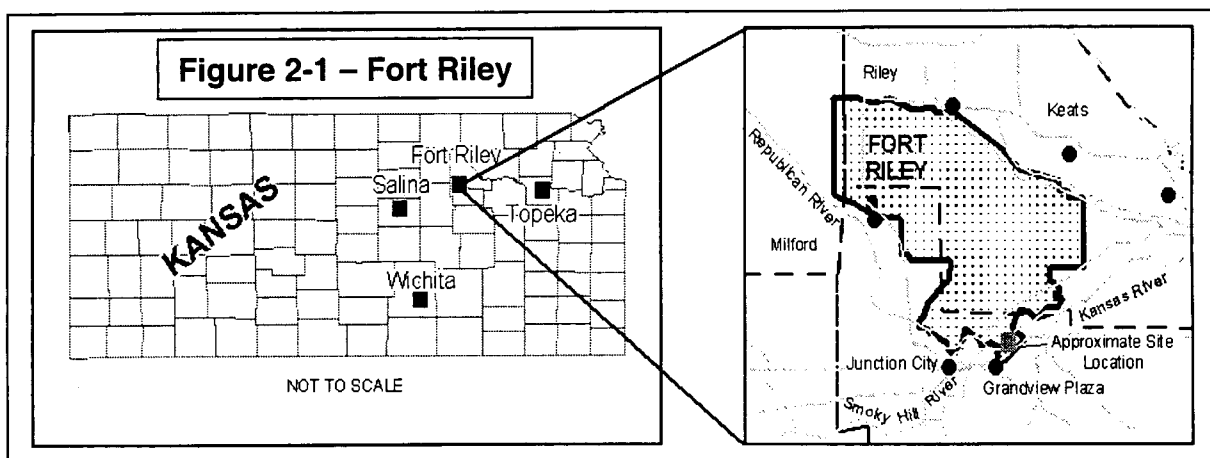 Figure 2-1 – Fort Riley
Fort Riley
Salina
Topeka
KANSAS
Wichita
NOT TO SCALE
Riley
Keats
FORT
RILEY
Republican River
Milford
Kansas River
Junction City
Approximate Site
Location
Grandview Plaza
Smoky Hill River